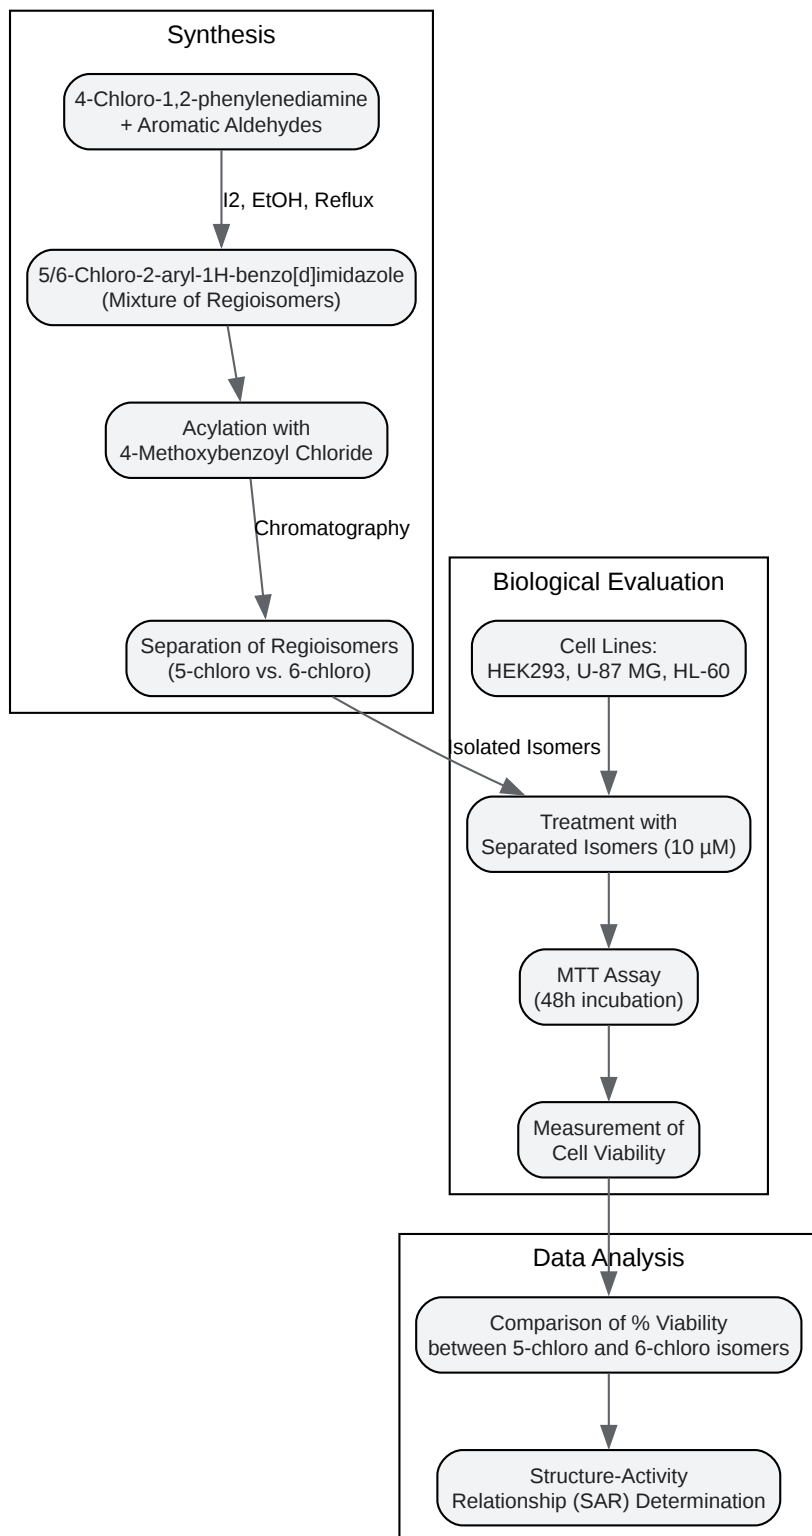 Synthesis
4-Chloro-1,2-phenylenediamine
+ Aromatic Aldehydes
I2, EtOH, Reflux
5/6-Chloro-2-aryl-1H-benzo[d]imidazole
(Mixture of Regioisomers)
Acylation with
4-Methoxybenzoyl Chloride
Chromatography
Separation of Regioisomers
(5-chloro vs. 6-chloro)
Biological Evaluation
Cell Lines:
HEK293, U-87 MG, HL-60
Isolated Isomers
Treatment with
Separated Isomers (10 µM)
MTT Assay
(48h incubation)
Measurement of
Cell Viability
Data Analysis
Comparison of % Viability
between 5-chloro and 6-chloro isomers
Structure-Activity
Relationship (SAR) Determination